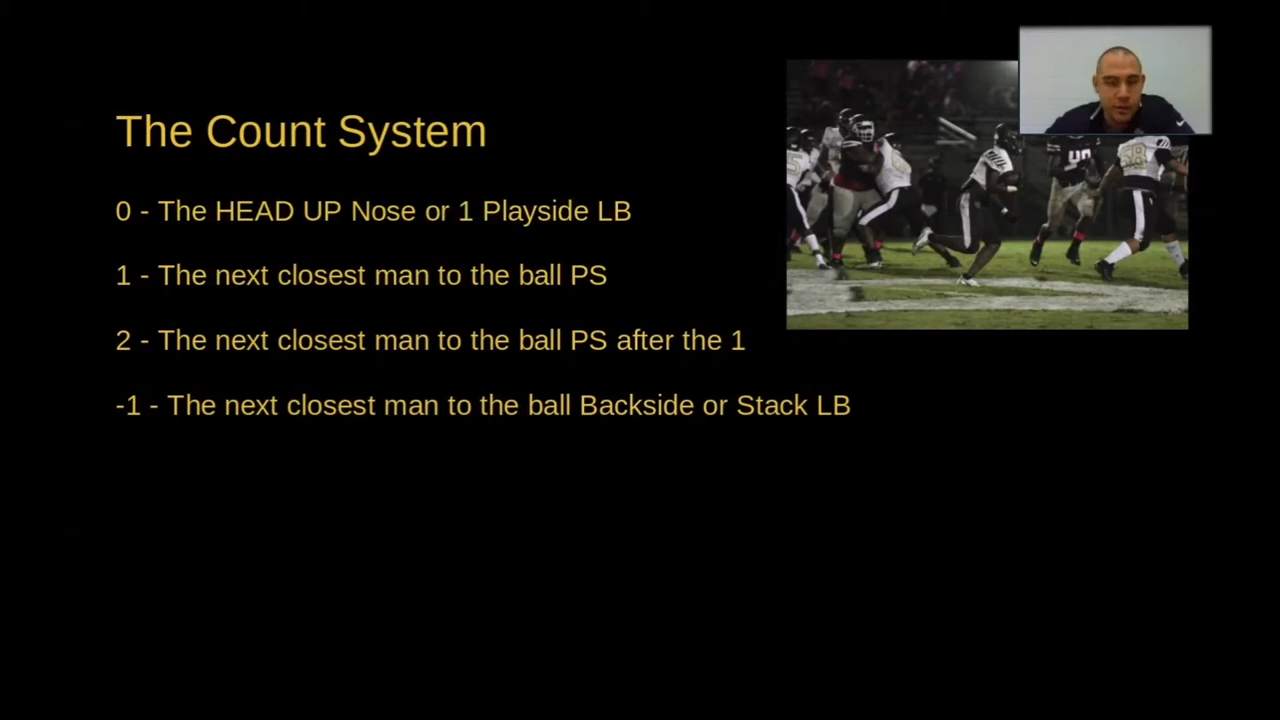 The Count System
0 - The HEAD UP Nose or 1 Playside LB
1 - The next closest man to the ball PS
2 - The next closest man to the ball PS after the 1
-1 - The next closest man to the ball Backside or Stack LB
58